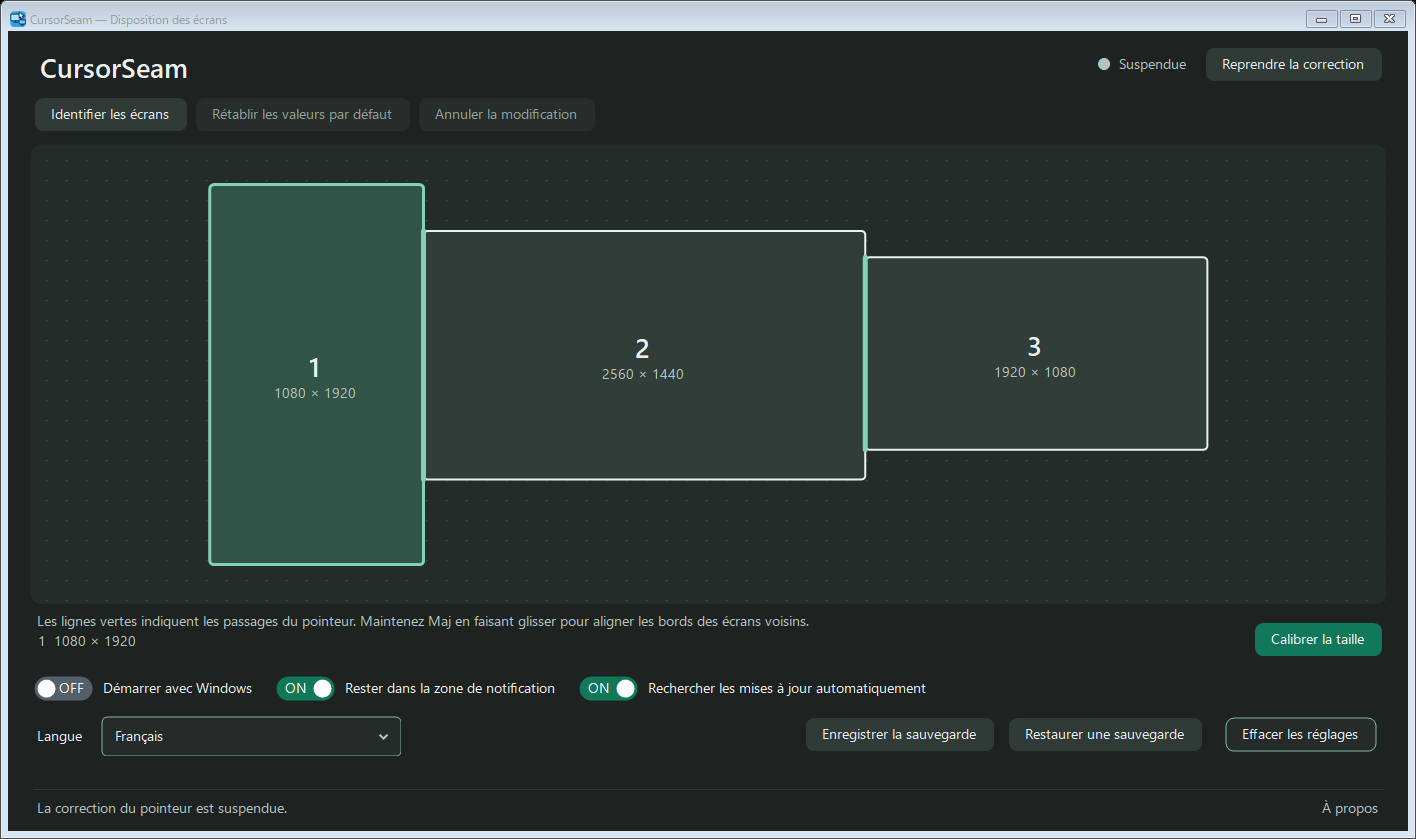 CursorSeam — Disposition des écrans
CursorSeam
Suspendue
Reprendre la correction
Identifier les écrans
Rétablir les valeurs par défaut
Annuler la modification
1
1080 × 1920
2
2560 × 1440
3
1920 × 1080
Les lignes vertes indiquent les passages du pointeur. Maintenez Maj en faisant glisser pour aligner les bords des écrans voisins.
1 1080 × 1920
Calibrer la taille
OFF Démarrer avec Windows
ON Rester dans la zone de notification
ON Rechercher les mises à jour automatiquement
Langue
Français
Enregistrer la sauvegarde
Restaurer une sauvegarde
Effacer les réglages
La correction du pointeur est suspendue.
À propos